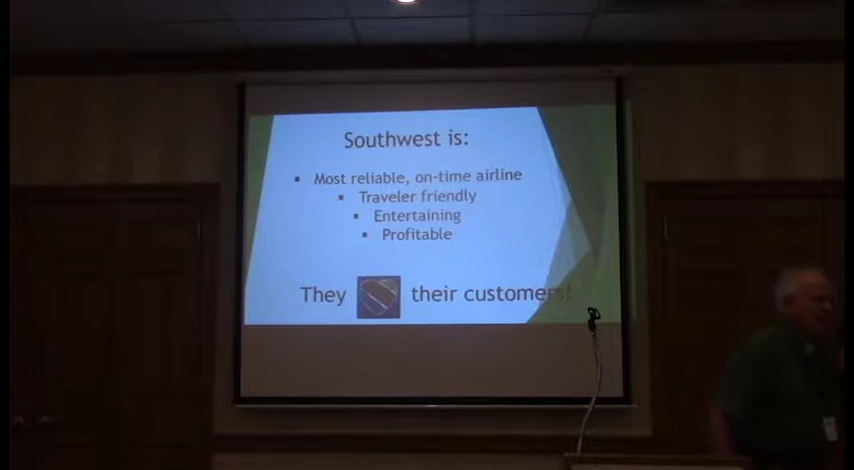 Southwest is:
▪ Most reliable, on-time airline
▪ Traveler friendly
▪ Entertaining
▪ Profitable
They their customers!